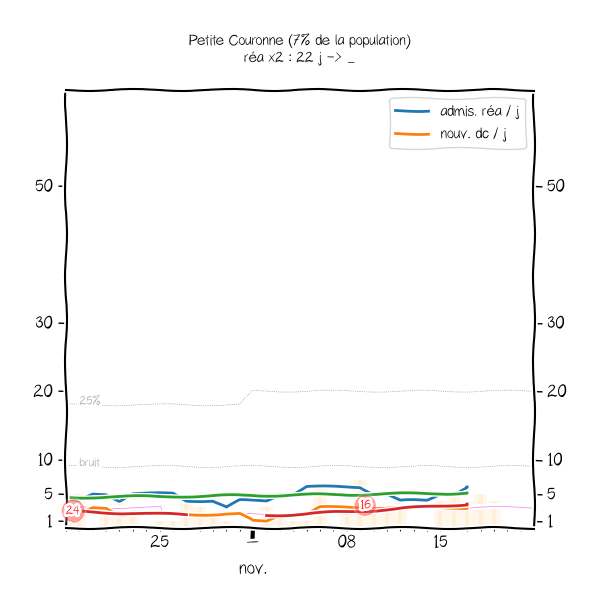 Petite Couronne (7% de la population)
réa x2 : 22 j -> _
admis. réa / j
nouv. dc / j
50 50
30 30
20 20
25%
10 10
bruit
5 5
24 16
1 1
25 08 15
nov.